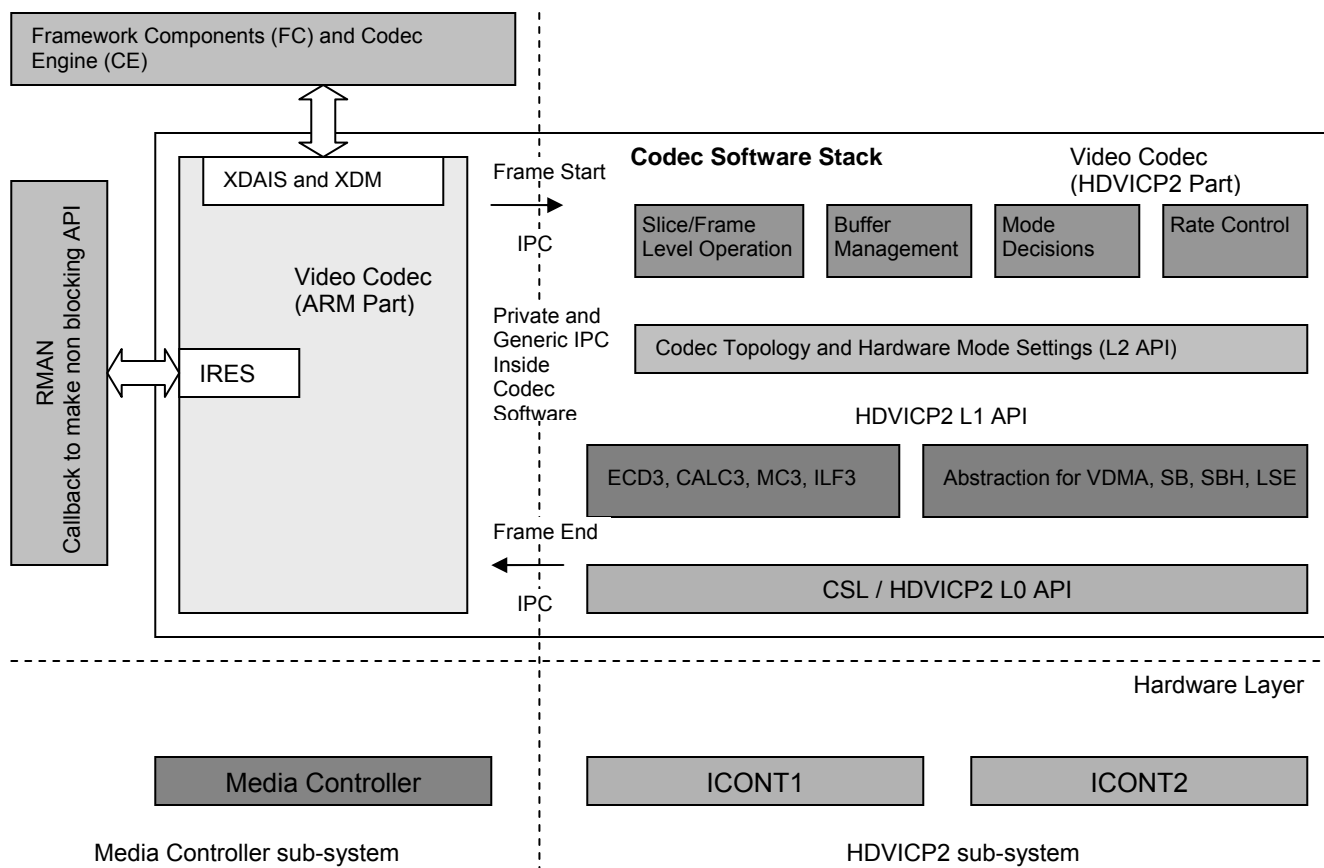 Framework Components (FC) and Codec
Engine (CE)
XDAIS and XDM
Frame Start
IPC
Codec Software Stack
Video Codec
(HDVICP2 Part)
Slice/Frame
Level Operation
Buffer
Management
Mode
Decisions
Rate Control
RMAN
Callback to make non blocking API
Video Codec
(ARM Part)
Private and
Generic IPC
Inside
Codec
Software
Codec Topology and Hardware Mode Settings (L2 API)
IRES
HDVICP2 L1 API
ECD3, CALC3, MC3, ILF3
Abstraction for VDMA, SB, SBH, LSE
Frame End
IPC
CSL / HDVICP2 L0 API
Hardware Layer
Media Controller
ICONT1
ICONT2
Media Controller sub-system
HDVICP2 sub-system